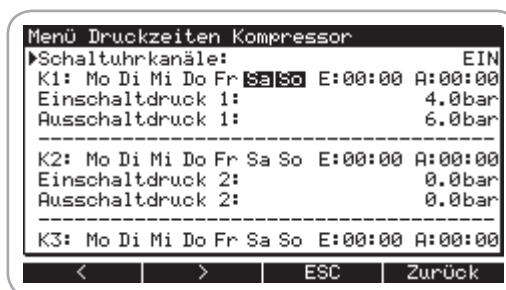 Menü Druckzeiten Kompressor
▶Schaltuhrkanäle: EIN
K1: Mo Di Mi Do Fr Sa So E:00:00 A:00:00
Einschaltdruck 1: 4.0bar
Ausschaltdruck 1: 6.0bar
----------------------------------------
K2: Mo Di Mi Do Fr Sa So E:00:00 A:00:00
Einschaltdruck 2: 0.0bar
Ausschaltdruck 2: 0.0bar
----------------------------------------
K3: Mo Di Mi Do Fr Sa So E:00:00 A:00:00
< > ESC Zurück